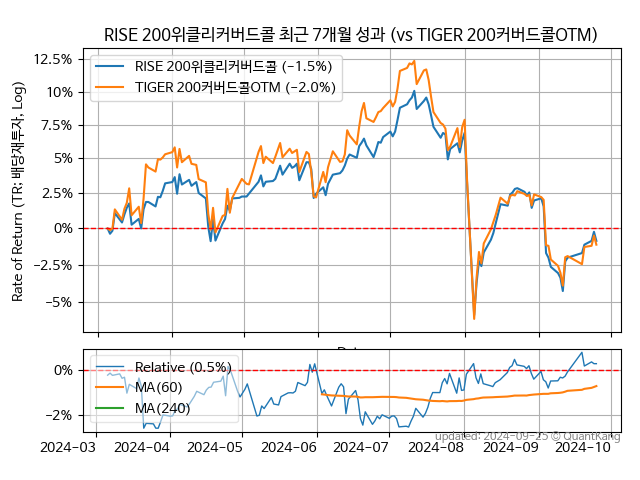 RISE 200위클리커버드콜 최근 7개월 성과 (vs TIGER 200커버드콜OTM)
Rate of Return (TR: 배당재투자, Log)
12.5%
10%
7.5%
5%
2.5%
0%
−2.5%
−5%
RISE 200위클리커버드콜 (−1.5%)
TIGER 200커버드콜OTM (−2.0%)
0%
−2%
Relative (0.5%)
MA(60)
MA(240)
updated: 2024-09-25 © QuantKang
2024-03
2024-04
2024-05
2024-06
2024-07
2024-08
2024-09
2024-10